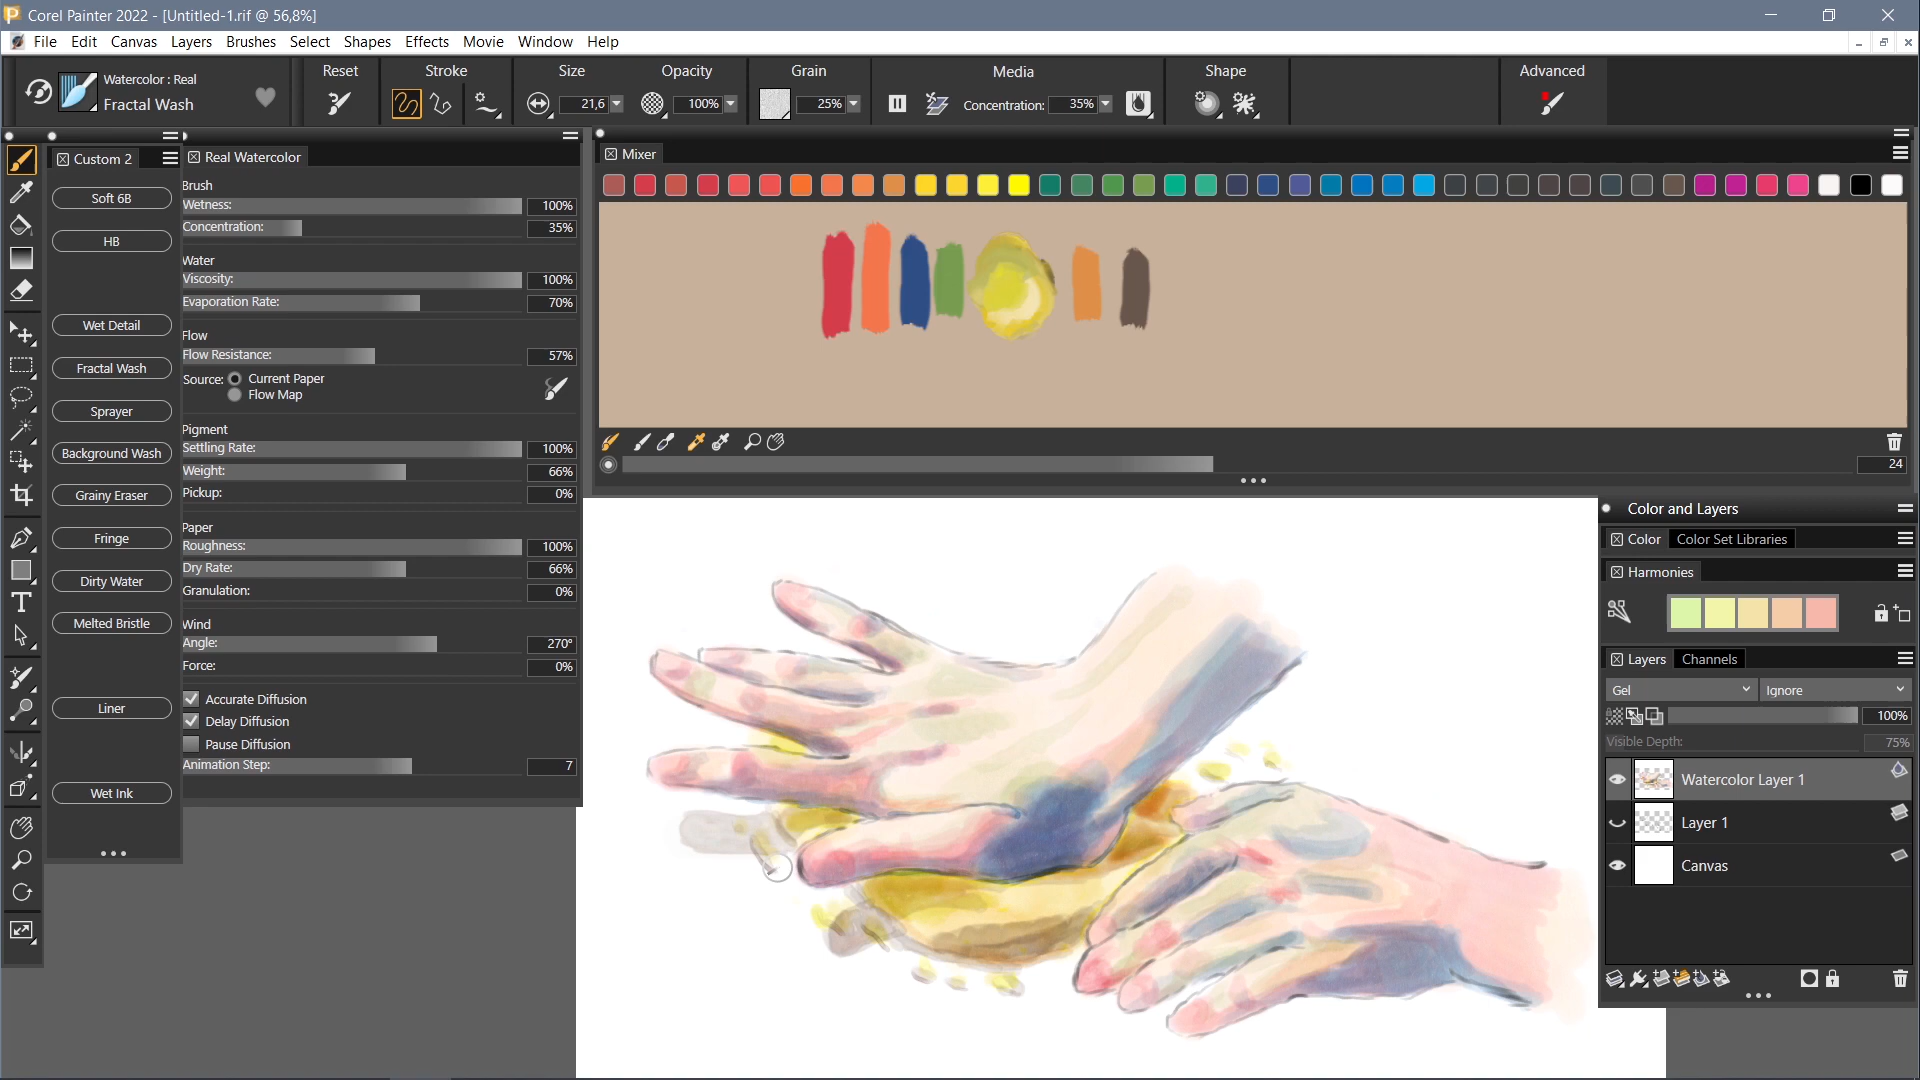 Corel Painter 2022 - [Untitled-1.rif @ 56,8%]
File Edit Canvas Layers Brushes Select Shapes Effects Movie Window Help
Watercolor : Real
Fractal Wash
Reset
Stroke
Size
21,6
Opacity
100%
Grain
25%
Media
Concentration: 35%
Shape
Advanced
Custom 2
Soft 6B
HB
Wet Detail
Fractal Wash
Sprayer
Background Wash
Grainy Eraser
Fringe
Dirty Water
Melted Bristle
Liner
Wet Ink
Real Watercolor
Brush
Wetness: 100%
Concentration: 35%
Water
Viscosity: 100%
Evaporation Rate: 70%
Flow
Flow Resistance: 57%
Source: Current Paper
Flow Map
Pigment
Settling Rate: 100%
Weight: 66%
Pickup: 0%
Paper
Roughness: 100%
Dry Rate: 66%
Granulation: 0%
Wind
Angle: 270°
Force: 0%
Accurate Diffusion
Delay Diffusion
Pause Diffusion
Animation Step: 7
Mixer
24
Color and Layers
Color Color Set Libraries
Harmonies
Layers Channels
Gel Ignore
100%
Visible Depth: 75%
Watercolor Layer 1
Layer 1
Canvas